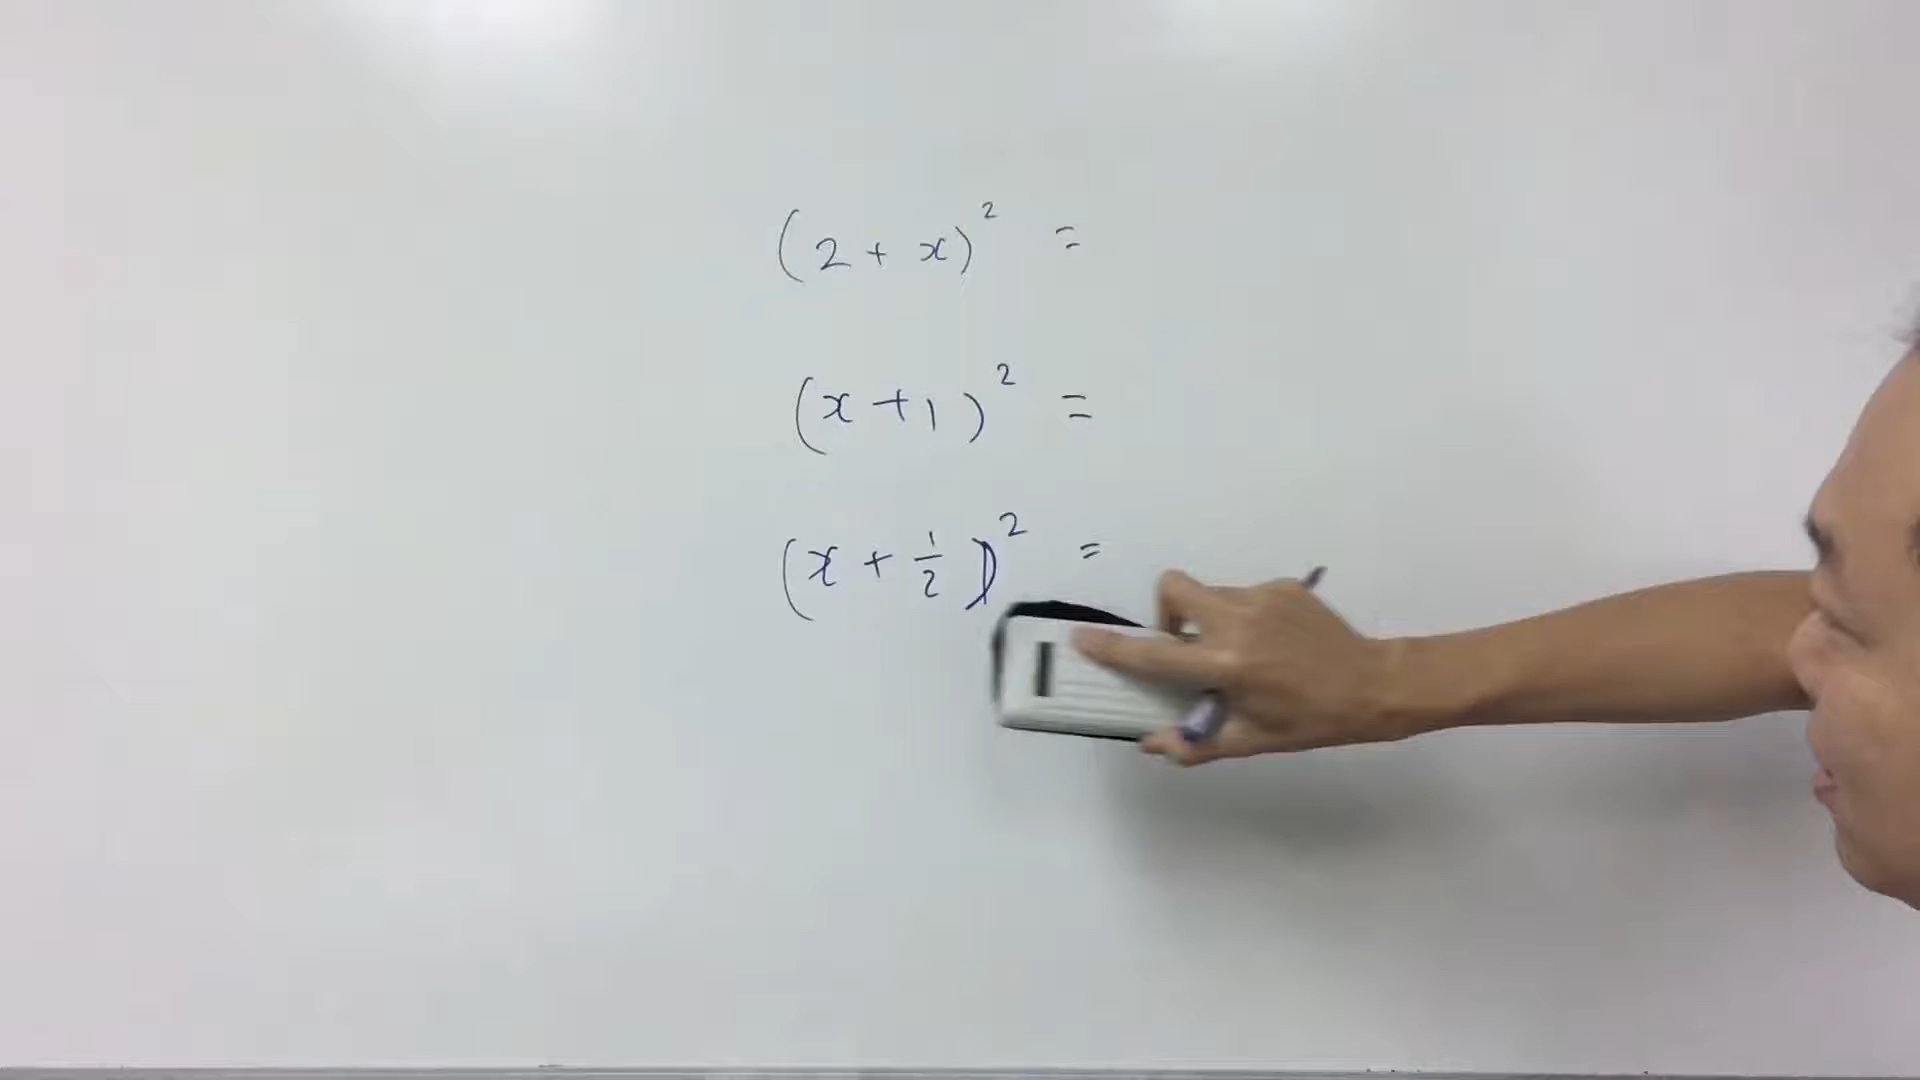 (2 + x)² =
(x + 1)² =
(x + 1/2)² =